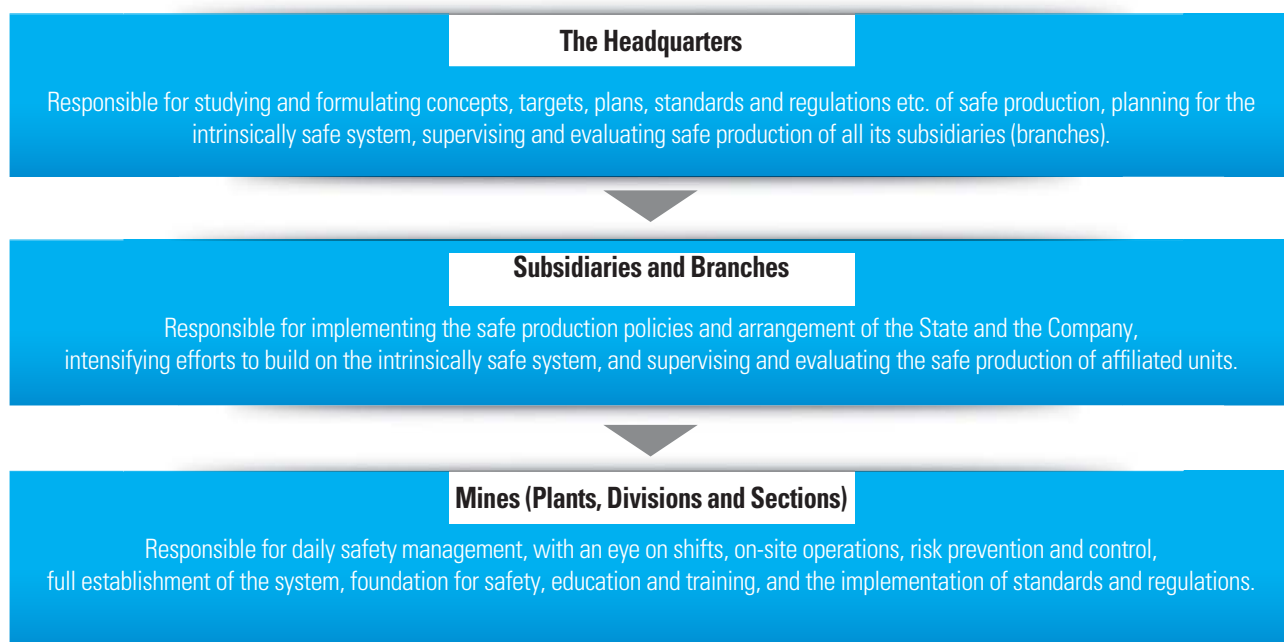 The Headquarters
Responsible for studying and formulating concepts, targets, plans, standards and regulations etc. of safe production, planning for the
intrinsically safe system, supervising and evaluating safe production of all its subsidiaries (branches).
Subsidiaries and Branches
Responsible for implementing the safe production policies and arrangement of the State and the Company,
intensifying efforts to build on the intrinsically safe system, and supervising and evaluating the safe production of affiliated units.
Mines (Plants, Divisions and Sections)
Responsible for daily safety management, with an eye on shifts, on-site operations, risk prevention and control,
full establishment of the system, foundation for safety, education and training, and the implementation of standards and regulations.